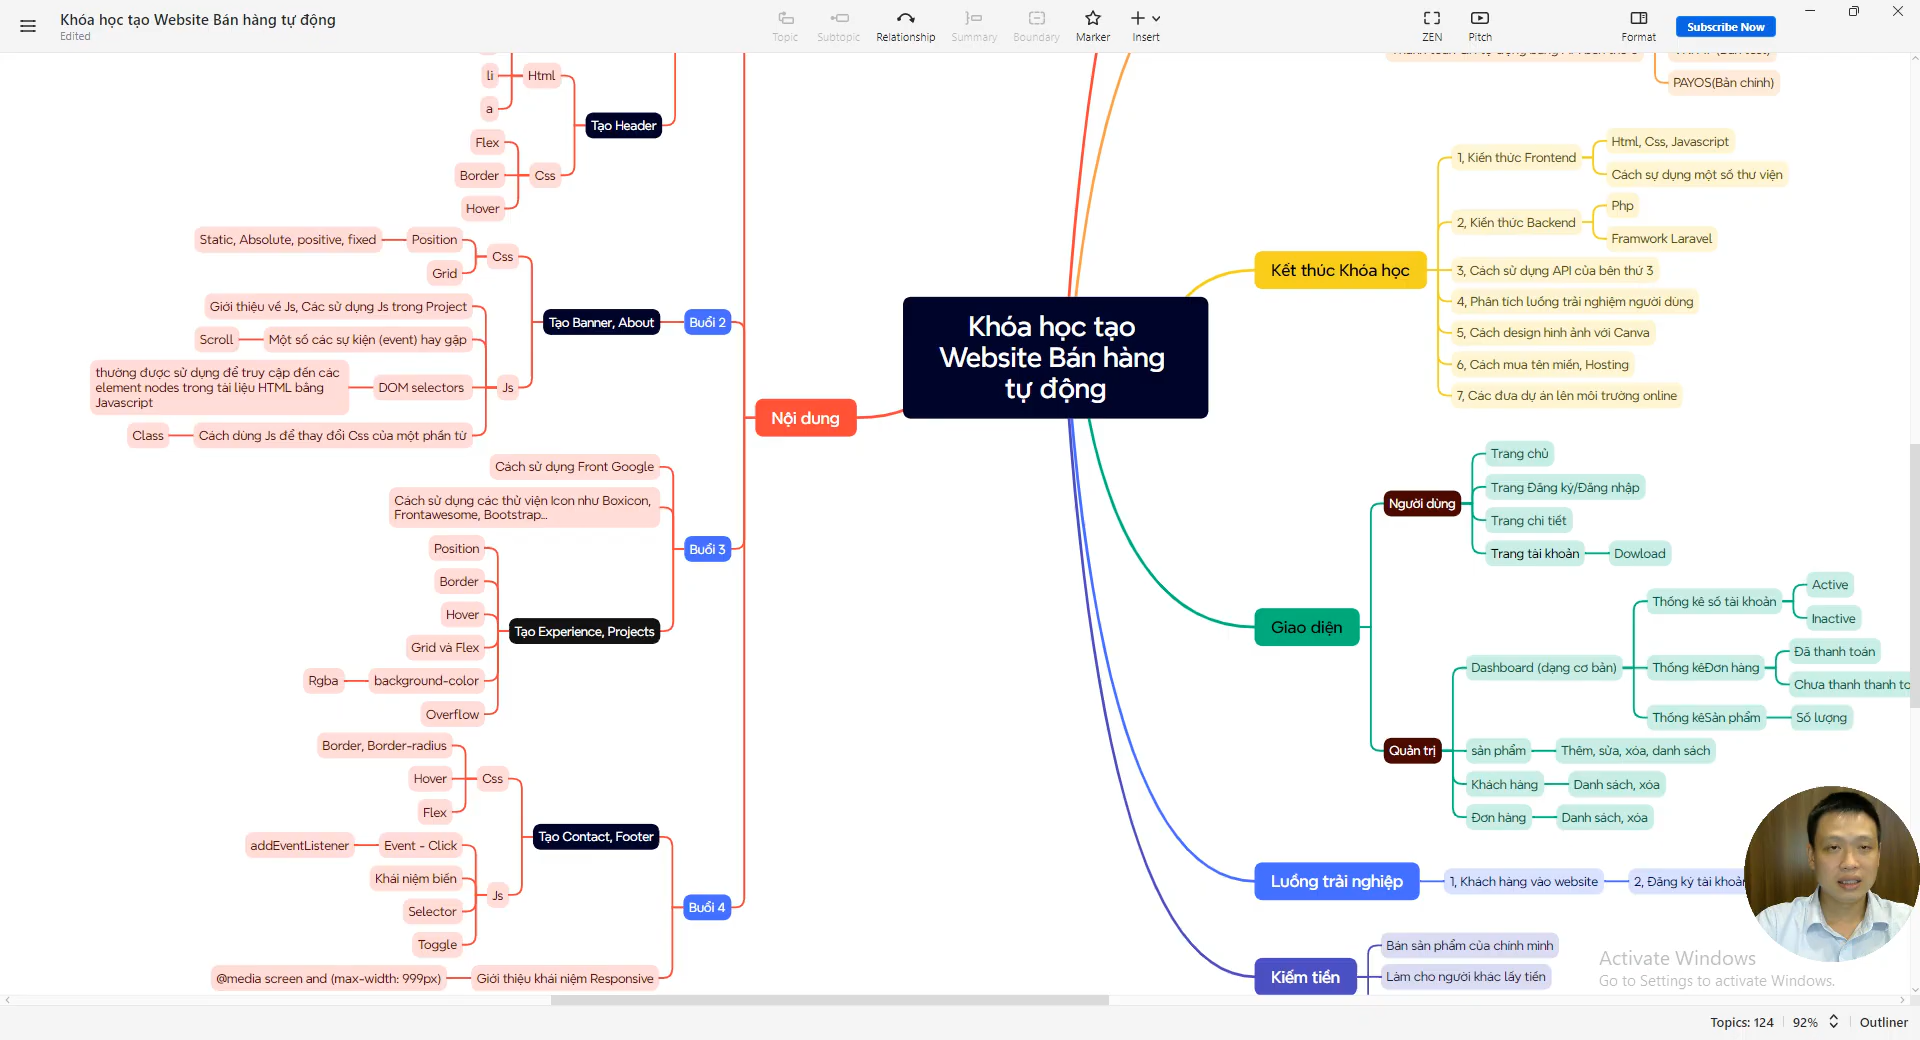 Khóa học tạo Website Bán hàng tự động
Edited
Topic
Subtopic
Relationship
Summary
Boundary
Marker
Insert
ZEN
Pitch
Format
Subscribe Now
PAYOS(Bản chính)
li
Html
a
Tạo Header
Flex
Border
Css
Hover
Static, Absolute, positive, fixed
Position
Css
Grid
Giới thiệu về Js, Các sử dụng Js trong Project
Scroll
Một số các sự kiện (event) hay gặp
thường được sử dụng để truy cập đến các
element nodes trong tài liệu HTML bằng
Javascript
DOM selectors
Js
Class
Cách dùng Js để thay đổi Css của một phần tử
Tạo Banner, About
Buổi 2
Nội dung
Cách sử dụng Front Google
Cách sử dụng các thử viện Icon như Boxicon,
Frontawesome, Bootstrap...
Buổi 3
Position
Border
Hover
Tạo Experience, Projects
Grid và Flex
Rgba
background-color
Overflow
Border, Border-radius
Hover
Css
Flex
Tạo Contact, Footer
addEventListener
Event - Click
Khái niệm biến
Js
Selector
Toggle
Buổi 4
@media screen and (max-width: 999px)
Giới thiệu khái niệm Responsive
Khóa học tạo
Website Bán hàng
tự động
Kết thúc Khóa học
1, Kiến thức Frontend
Html, Css, Javascript
Cách sự dụng một số thư viện
2, Kiến thức Backend
Php
Framwork Laravel
3, Cách sử dụng API của bên thứ 3
4, Phân tích luồng trải nghiệm người dùng
5, Cách design hình ảnh với Canva
6, Cách mua tên miền, Hosting
7, Các đưa dự án lên môi trường online
Giao diện
Người dùng
Trang chủ
Trang Đăng ký/Đăng nhập
Trang chi tiết
Trang tài khoản
Dowload
Quản trị
Dashboard (dạng cơ bản)
Thống kê số tài khoản
Active
Inactive
Thống kêĐơn hàng
Đã thanh toán
Chưa thanh thanh to
Thống kêSản phẩm
Số lượng
sản phẩm
Thêm, sửa, xóa, danh sách
Khách hàng
Danh sách, xóa
Đơn hàng
Danh sách, xóa
Luồng trải nghiệp
1, Khách hàng vào website
2, Đăng ký tài khoản
Kiếm tiền
Bán sản phẩm của chính mình
Làm cho người khác lấy tiền
Activate Windows
Go to Settings to activate Windows.
Topics: 124
92%
Outliner